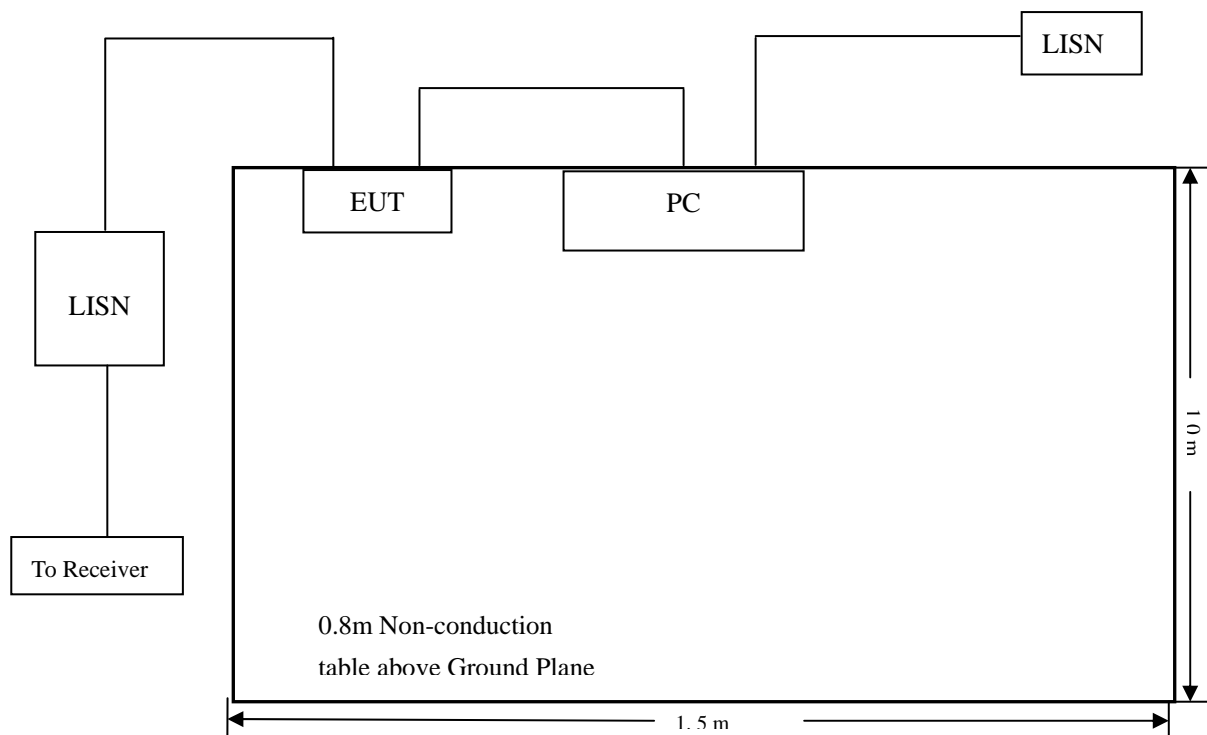 LISN
EUT
PC
LISN
1.0 m
To Receiver
0.8m Non-conduction
table above Ground Plane
1.5 m